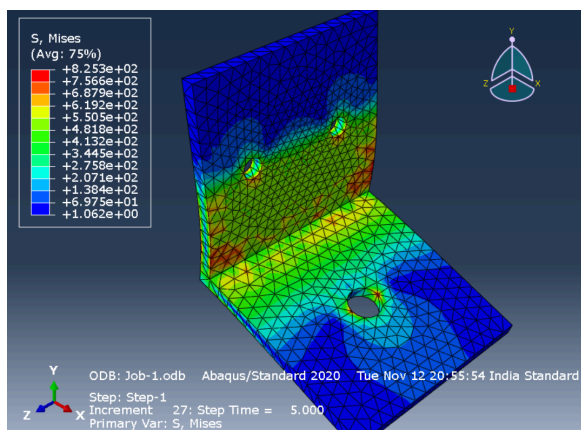 S, Mises
(Avg: 75%)
+8.253e+02
+7.566e+02
+6.879e+02
+6.192e+02
+5.505e+02
+4.818e+02
+4.132e+02
+3.445e+02
+2.758e+02
+2.071e+02
+1.384e+02
+6.975e+01
+1.062e+00
Y
Z
X
ODB: Job-1.odb Abaqus/Standard 2020 Tue Nov 12 20:55:54 India Standard
Y
Step: Step-1
Increment 27: Step Time = 5.000
Z
X
Primary Var: S, Mises